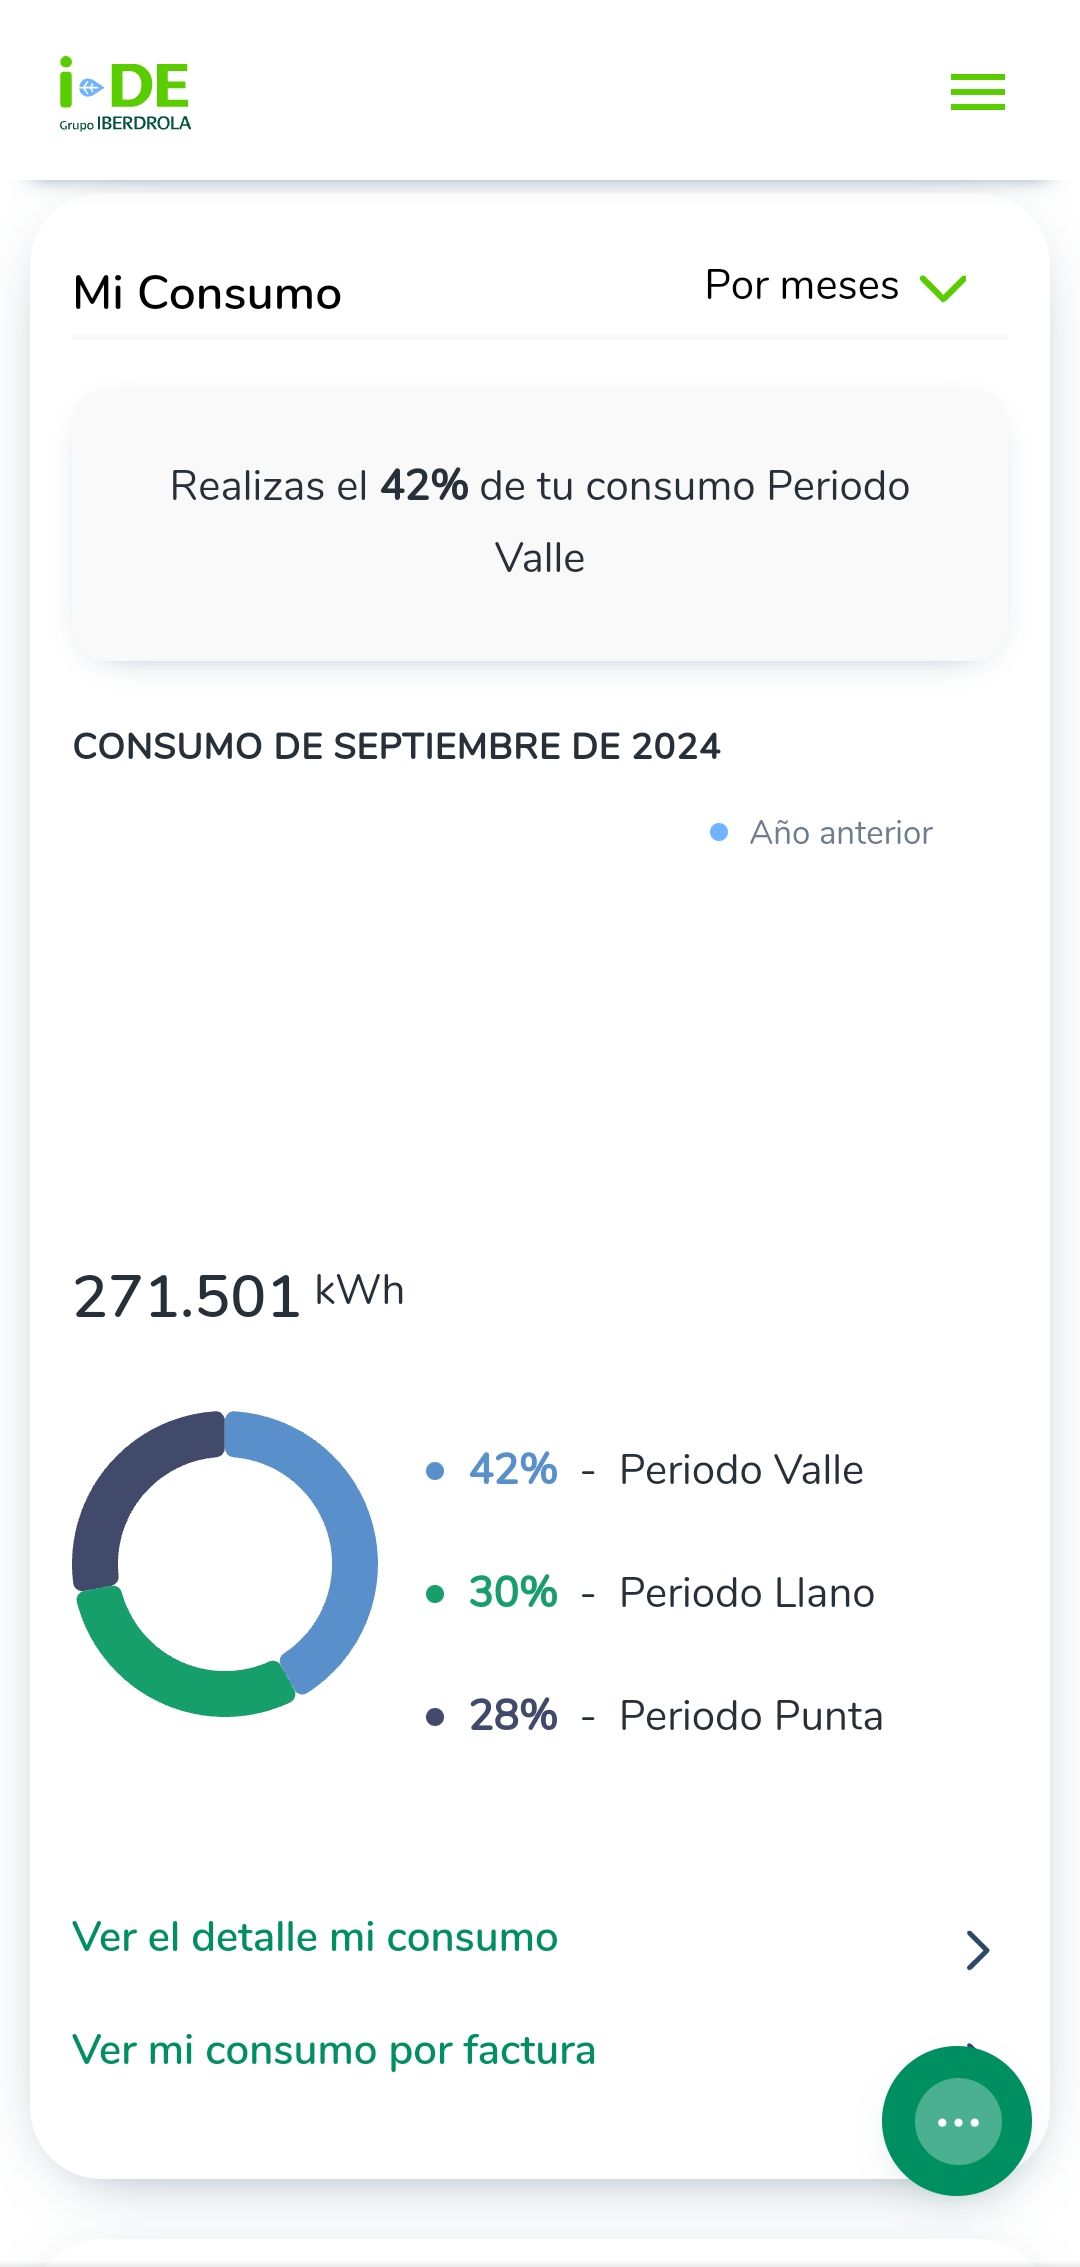 i DE
Grupo IBERDROLA
Mi Consumo
Por meses
Realizas el 42% de tu consumo Periodo
Valle
CONSUMO DE SEPTIEMBRE DE 2024
Año anterior
271.501 kWh
42% - Periodo Valle
30% - Periodo Llano
28% - Periodo Punta
Ver el detalle mi consumo
Ver mi consumo por factura